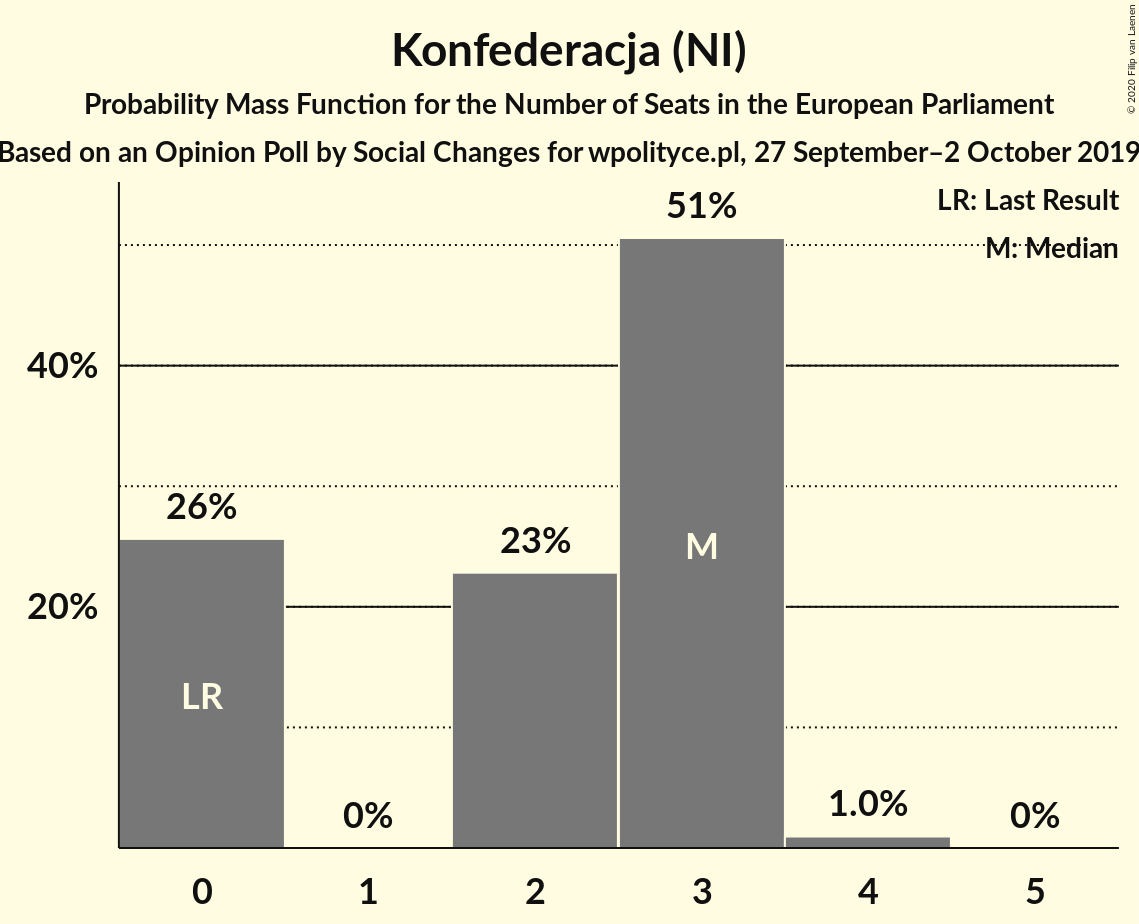 Konfederacja (NI)
Probability Mass Function for the Number of Seats in the European Parliament
Based on an Opinion Poll by Social Changes for wpolityce.pl, 27 September–2 October 2019
© 2020 Filip van Laenen
LR: Last Result
M: Median
51%
40%
26%
23%
M
20%
LR
0%
1.0%
0%
0 1 2 3 4 5